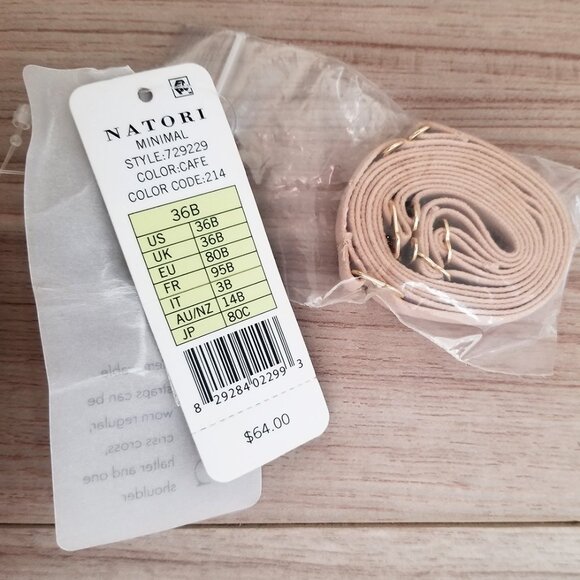 NATORI
MINIMAL
STYLE:729229
COLOR:CAFE
COLOR CODE:214
36B
US 36B
UK 36B
EU 80B
FR 95B
IT 3B
AU/NZ 14B
JP 80C
8 29284 02299 3
$64.00
straps can be
worn regular,
criss cross,
halter and one
shoulder